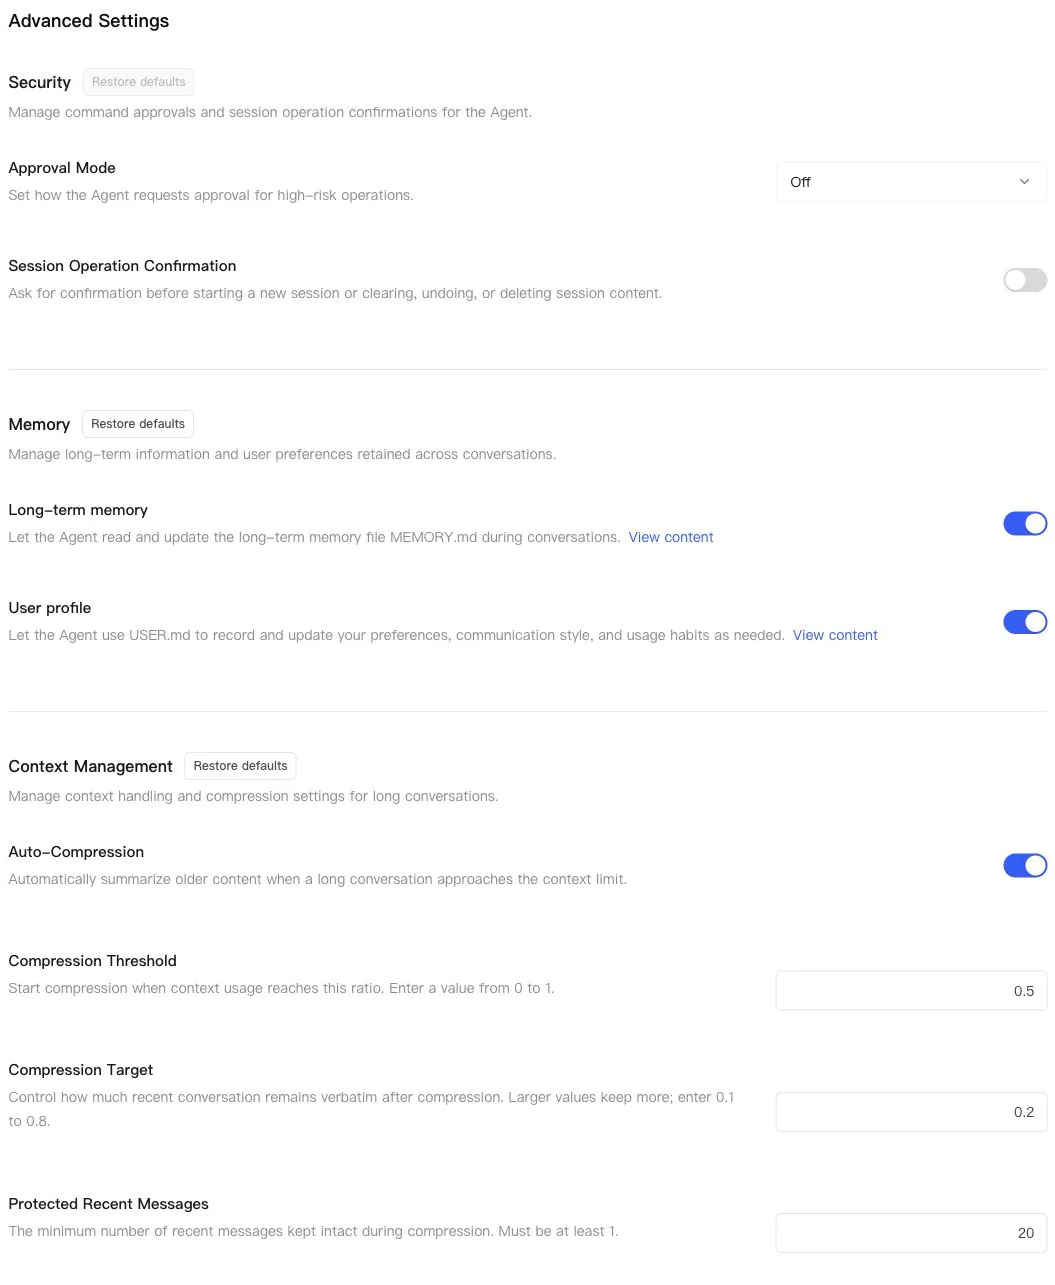 Advanced Settings
Security Restore defaults
Manage command approvals and session operation confirmations for the Agent.
Approval Mode
Set how the Agent requests approval for high-risk operations.
Off
Session Operation Confirmation
Ask for confirmation before starting a new session or clearing, undoing, or deleting session content.
Memory Restore defaults
Manage long-term information and user preferences retained across conversations.
Long-term memory
Let the Agent read and update the long-term memory file MEMORY.md during conversations. View content
User profile
Let the Agent use USER.md to record and update your preferences, communication style, and usage habits as needed. View content
Context Management Restore defaults
Manage context handling and compression settings for long conversations.
Auto-Compression
Automatically summarize older content when a long conversation approaches the context limit.
Compression Threshold
Start compression when context usage reaches this ratio. Enter a value from 0 to 1.
0.5
Compression Target
Control how much recent conversation remains verbatim after compression. Larger values keep more; enter 0.1
to 0.8.
0.2
Protected Recent Messages
The minimum number of recent messages kept intact during compression. Must be at least 1.
20